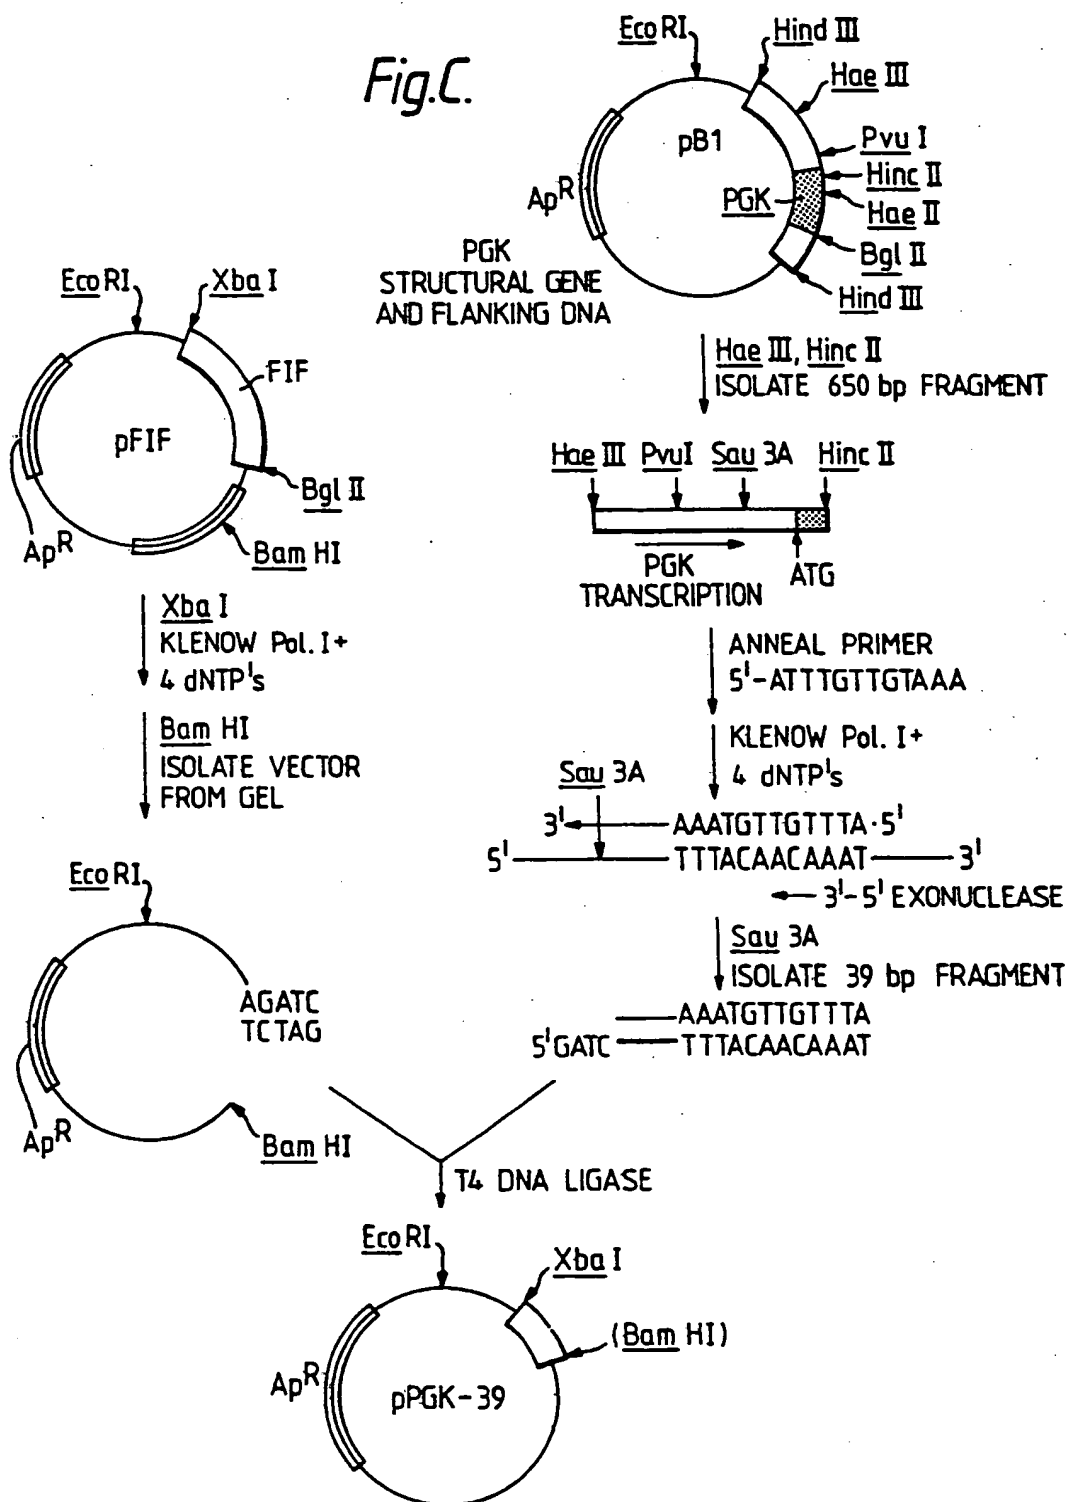 Fig.C.
EcoRI
Hind III
Hae III
Pvu I
Hinc II
Hae II
Bgl II
Hind III
pB1
PGK
ApR
PGK
STRUCTURAL GENE
AND FLANKING DNA
Hae III, Hinc II
ISOLATE 650 bp FRAGMENT
Hae III PvuI Sau 3A Hinc II
PGK
TRANSCRIPTION
ATG
ANNEAL PRIMER
5'-ATTTGTTGTAAA
KLENOW Pol. I+
4 dNTP's
Sau 3A
3' AAATGTTGTTTA·5'
5' TTTACAACAAAT 3'
3'-5' EXONUCLEASE
Sau 3A
ISOLATE 39 bp FRAGMENT
AAATGTTGTTTA
5'GATC TTTACAACAAAT
EcoRI
Xba I
FIF
pFIF
Bgl II
Bam HI
ApR
Xba I
KLENOW Pol. I+
4 dNTP's
Bam HI
ISOLATE VECTOR
FROM GEL
EcoRI
AGATC
TCTAG
ApR
Bam HI
T4 DNA LIGASE
EcoRI
Xba I
(Bam HI)
ApR
pPGK-39